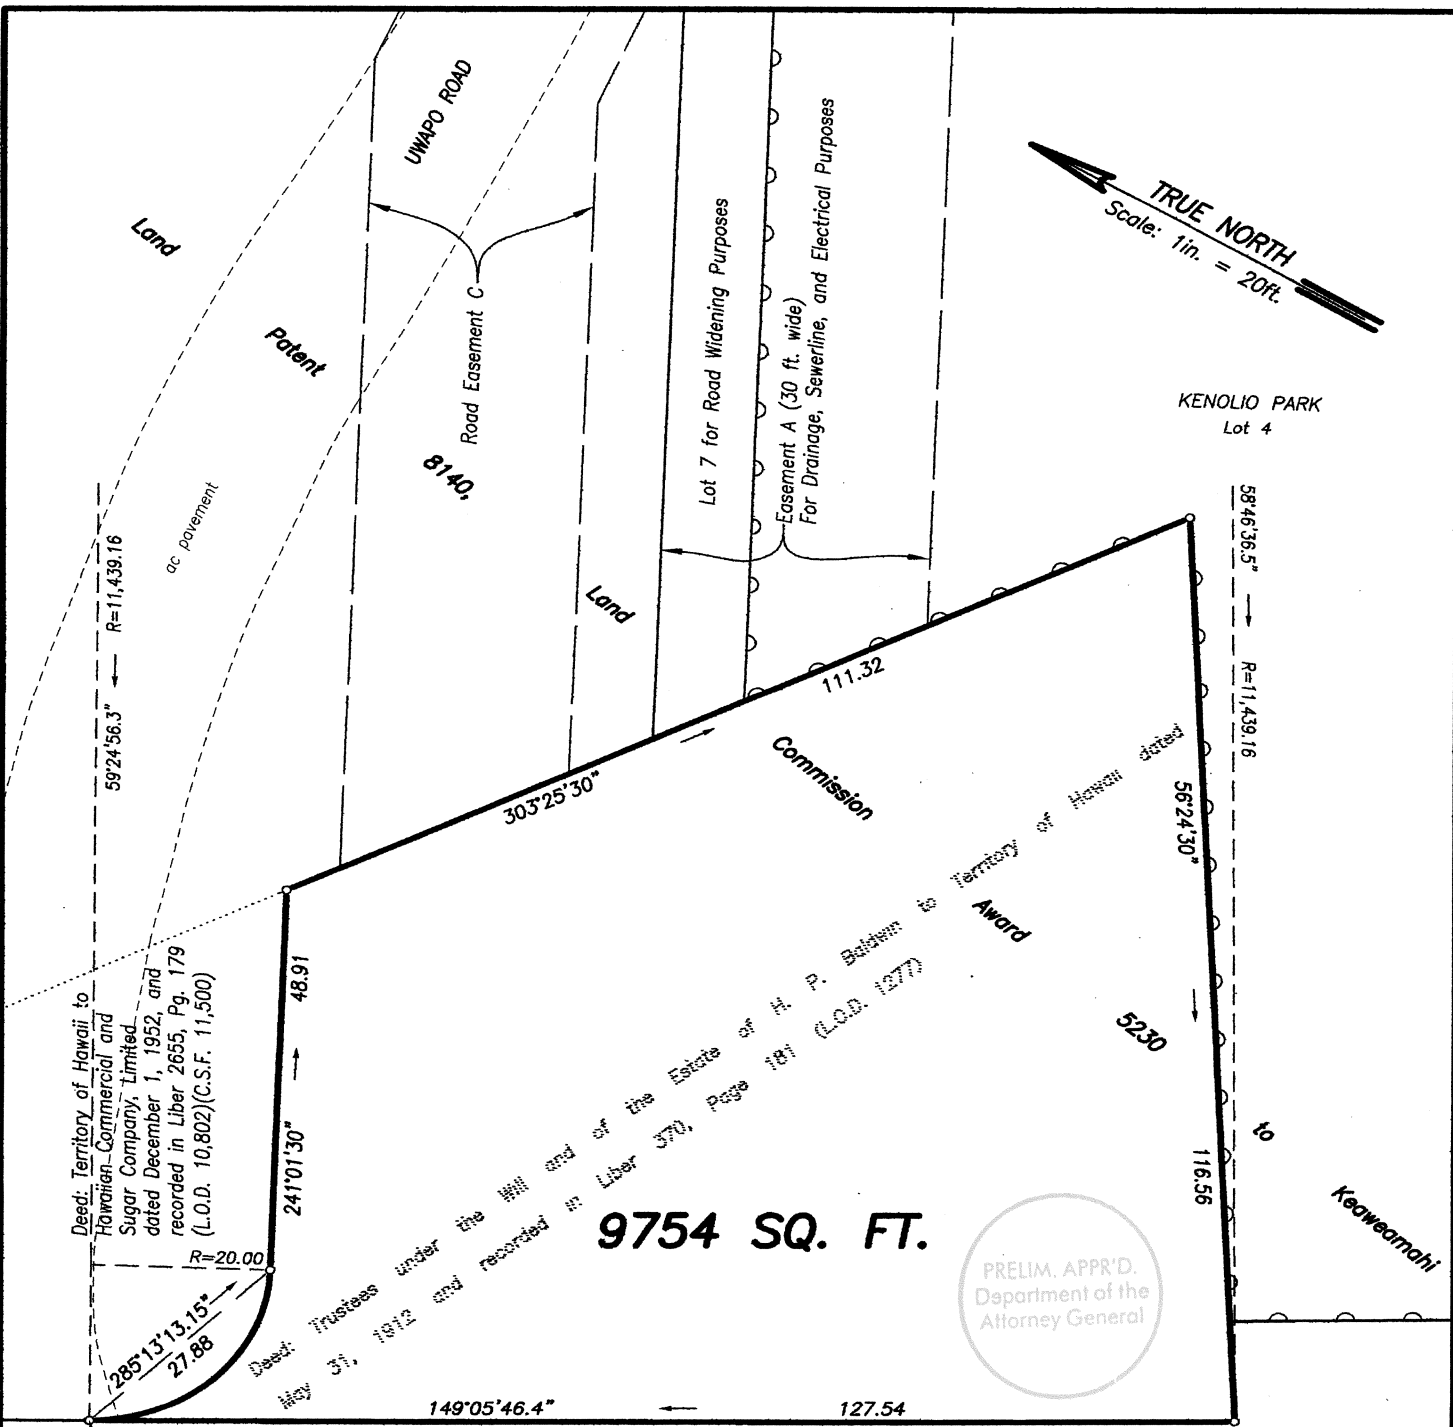 UWAPO ROAD
Land
Patent
8140,
Land
Commission
Award
5230
to
Keaweamahi
ac pavement
Road Easement C
Lot 7 for Road Widening Purposes
Easement A (30 ft. wide)
For Drainage, Sewerline, and Electrical Purposes
TRUE NORTH
Scale: 1in. = 20ft.
KENOLIO PARK
Lot 4
59°24'56.3" R=11,439.16
58°46'36.5" R=11,439.16
303°25'30"
111.32
56°24'30"
116.56
48.91
241°01'30"
R=20.00
285°13'13.15"
27.88
149°05'46.4"
127.54
Deed: Territory of Hawaii to
Hawaiian Commercial and
Sugar Company, Limited
dated December 1, 1952, and
recorded in Liber 2655, Pg. 179
(L.O.D. 10,802)(C.S.F. 11,500)
Deed: Trustees under the Will and of the Estate of H. P. Baldwin to Territory of Hawaii dated
May 31, 1912 and recorded in Liber 370, Page 181 (L.O.D. 1277)
9754 SQ. FT.
PRELIM. APPR'D.
Department of the
Attorney General